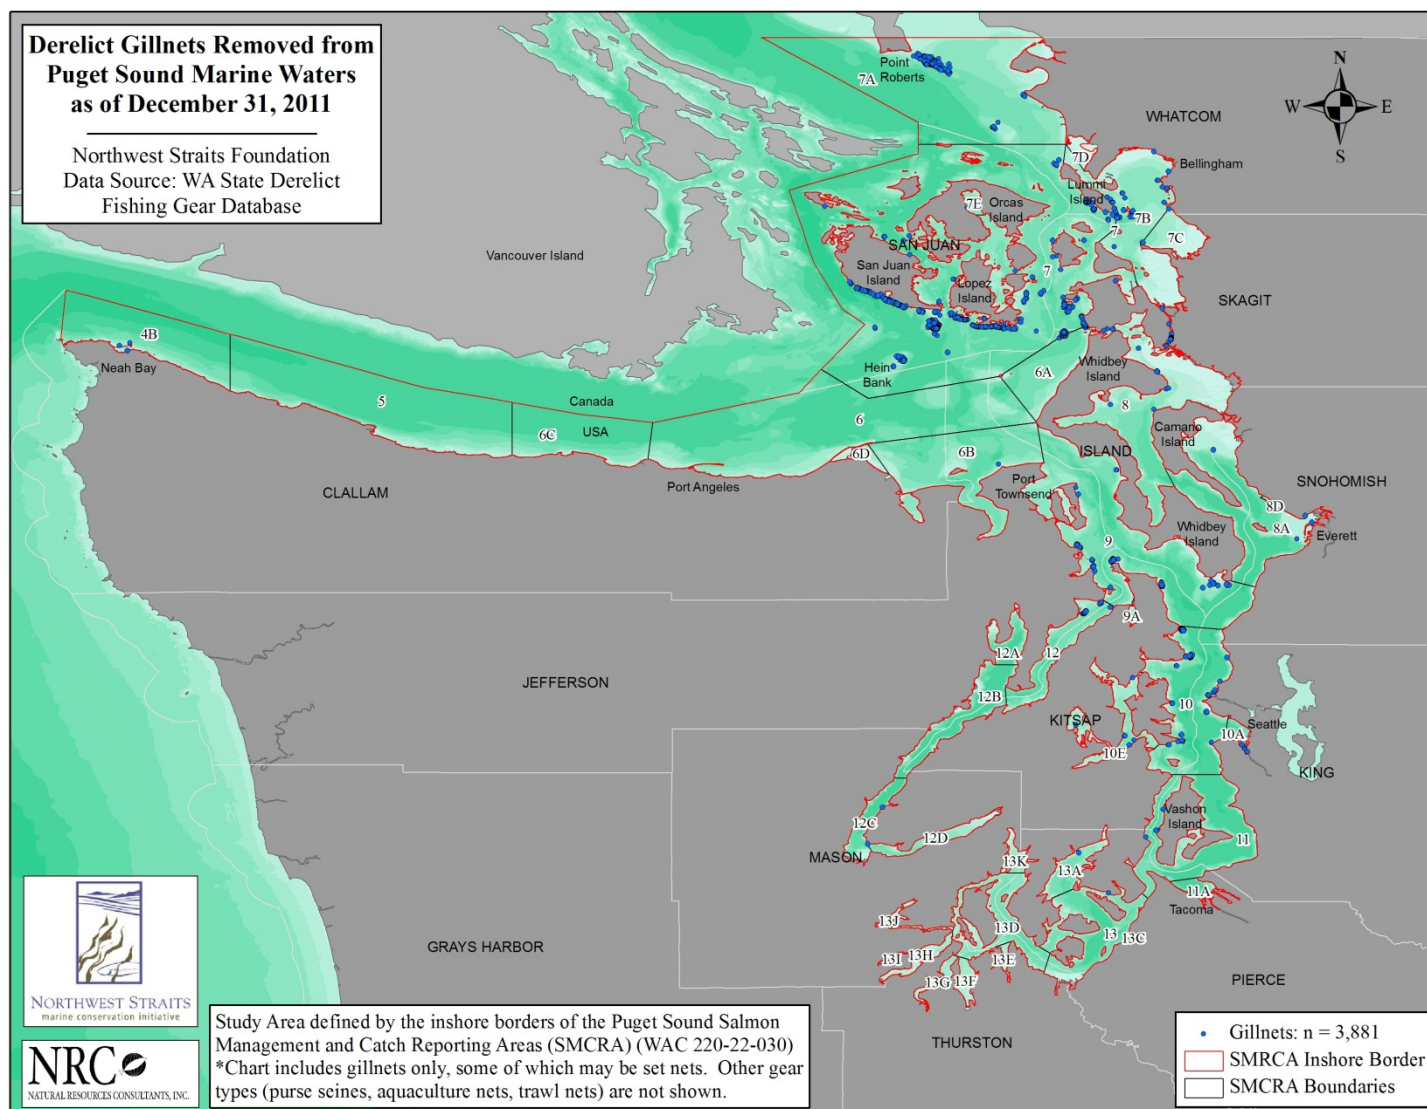 Derelict Gillnets Removed from
Puget Sound Marine Waters
as of December 31, 2011
Northwest Straits Foundation
Data Source: WA State Derelict
Fishing Gear Database
N
W E
S
Point
Roberts
7A
WHATCOM
Bellingham
7D
Lummi
Island
7B
7
7C
7E
Orcas
Island
SAN JUAN
San Juan
Island
Lopez
Island
7
Vancouver Island
SKAGIT
4B
Neah Bay
Hein
Bank
6A
Whidbey
Island
5
Canada
USA
6C
6
8
Camano
Island
ISLAND
6D
6B
Port
Townsend
Port Angeles
CLALLAM
SNOHOMISH
8D
8A
Everett
Whidbey
Island
9
9A
12A
12
12B
JEFFERSON
KITSAP
10
Seattle
10A
10E
KING
12C
12D
MASON
Vashon
Island
11
13K
13A
11A
Tacoma
13J
13D
13
13C
13H
13I
13E
13G
13F
GRAYS HARBOR
PIERCE
THURSTON
NORTHWEST STRAITS
marine conservation initiative
NRC
NATURAL RESOURCES CONSULTANTS, INC.
Study Area defined by the inshore borders of the Puget Sound Salmon
Management and Catch Reporting Areas (SMCRA) (WAC 220-22-030)
*Chart includes gillnets only, some of which may be set nets. Other gear
types (purse seines, aquaculture nets, trawl nets) are not shown.
Gillnets: n = 3,881
SMRCA Inshore Border
SMCRA Boundaries